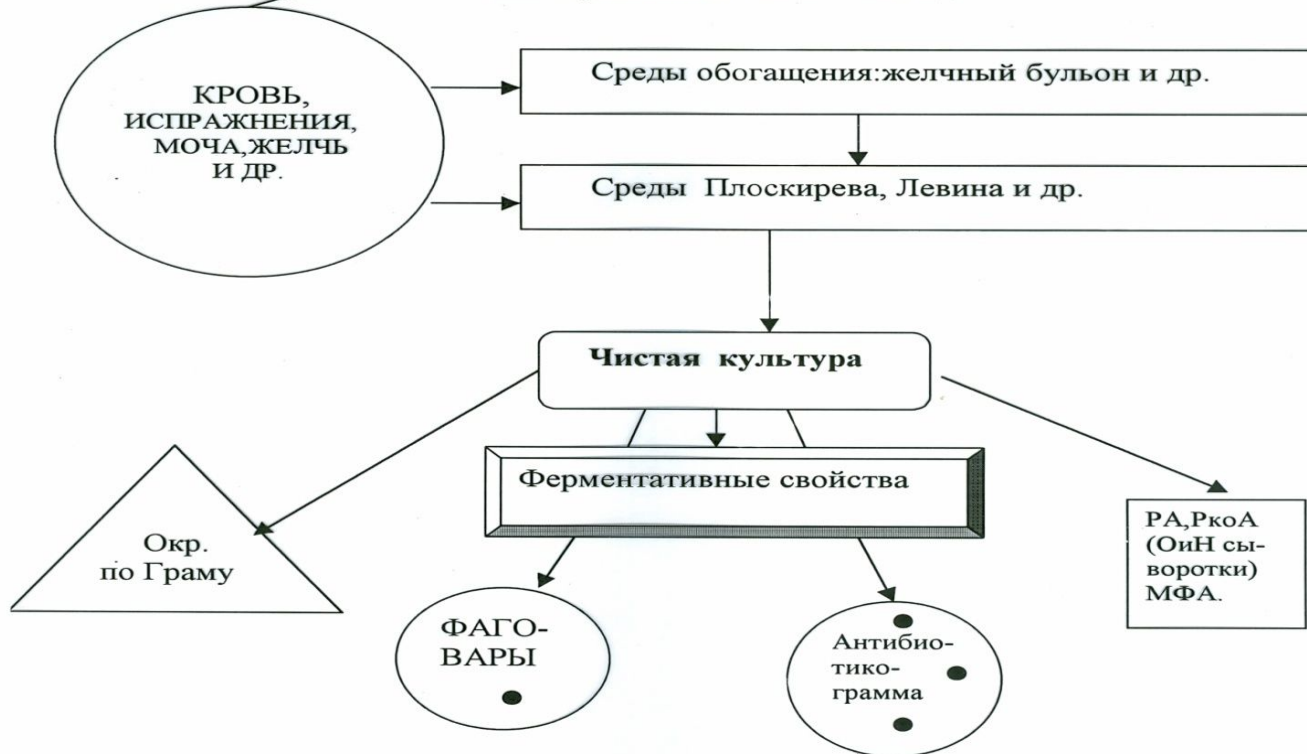 Среды обогащения:желчный бульон и др.
КРОВЬ,
ИСПРАЖНЕНИЯ,
МОЧА,ЖЕЛЧЬ
И ДР.
Среды Плоскирева, Левина и др.
Чистая культура
Ферментативные свойства
Окр.
по Граму
РА,РкоА
(ОиН сы-
воротки)
МФА.
ФАГО-
ВАРЫ
Антибио-
тико-
грамма